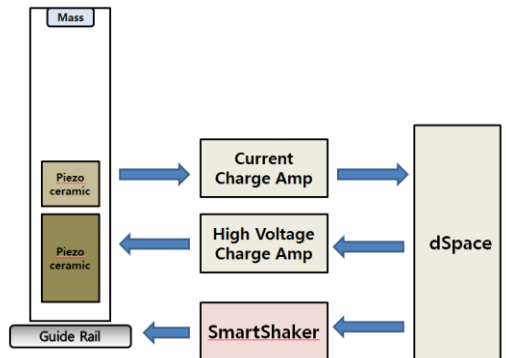 Mass
Piezo
ceramic
Current
Charge Amp
High Voltage
Charge Amp
dSpace
Piezo
ceramic
SmartShaker
Guide Rail